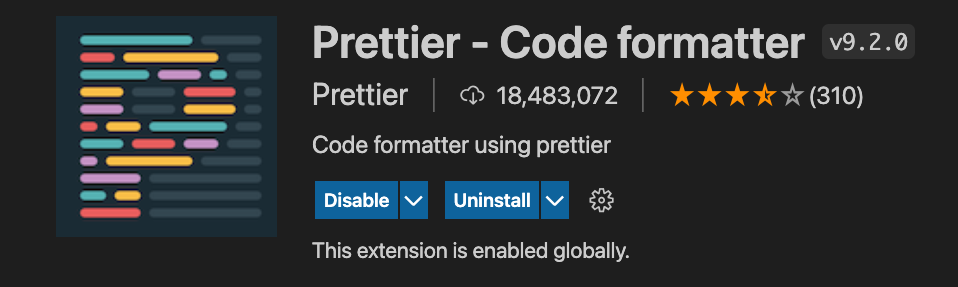 Prettier - Code formatter v9.2.0
Prettier 18,483,072 (310)
Code formatter using prettier
Disable Uninstall
This extension is enabled globally.